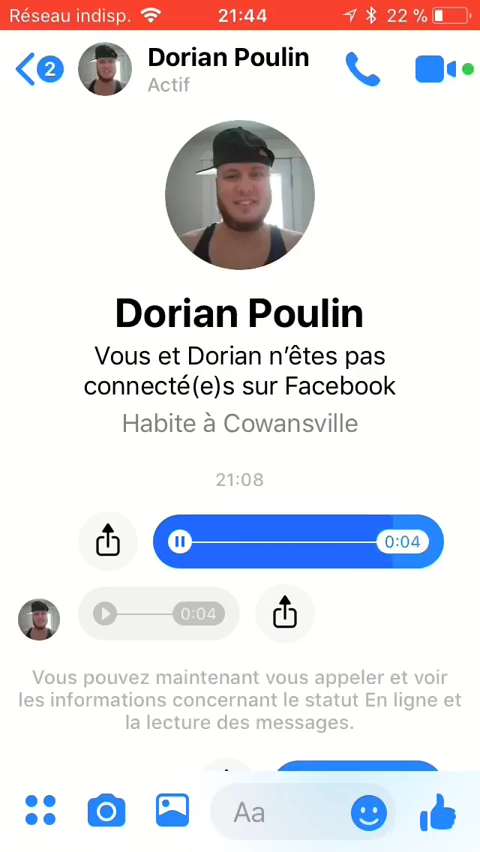 Réseau indisp. 21:44 22 %
2 Dorian Poulin
Actif
Dorian Poulin
Vous et Dorian n'êtes pas
connecté(e)s sur Facebook
Habite à Cowansville
21:08
0:04
0:04
Vous pouvez maintenant vous appeler et voir
les informations concernant le statut En ligne et
la lecture des messages.
Aa